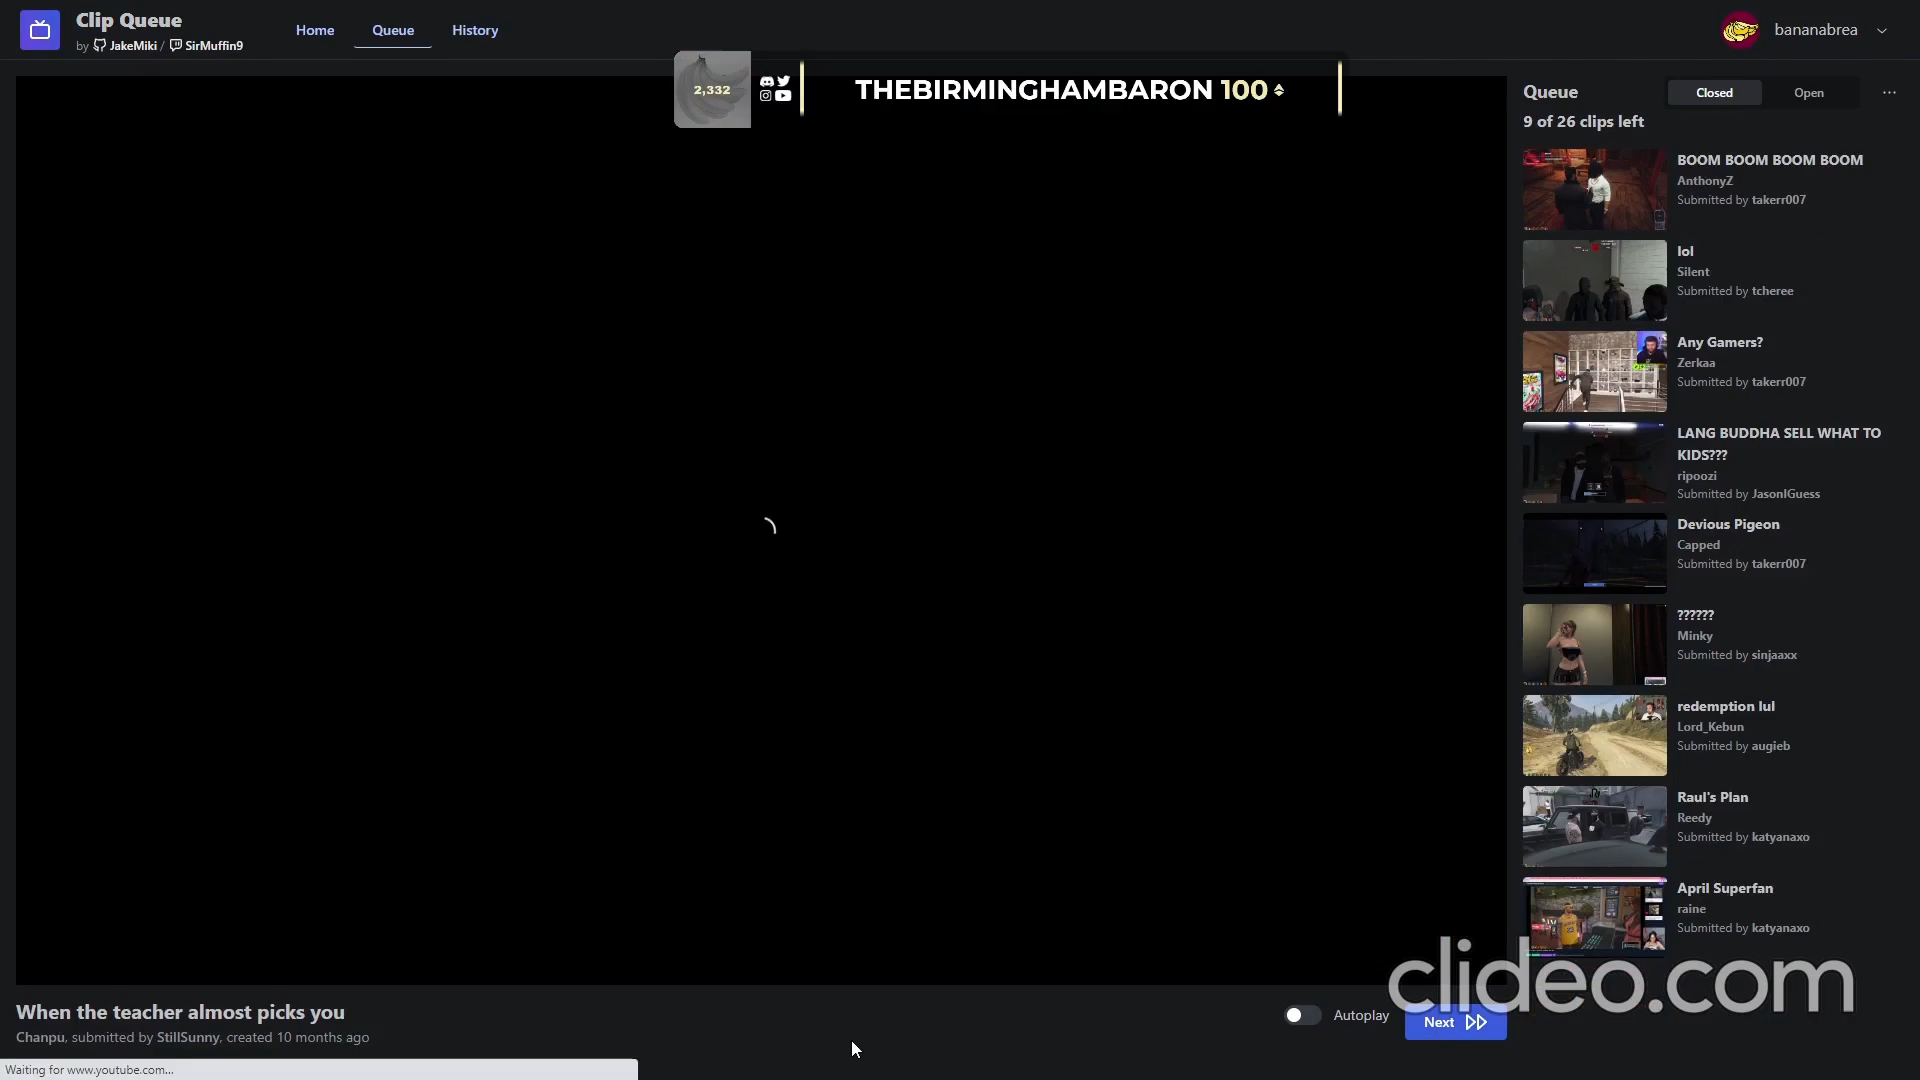 Clip Queue
by JakeMiki / SirMuffin9
Home
Queue
History
bananabrea
2,332
THEBIRMINGHAMBARON 100
Queue
Closed
Open
9 of 26 clips left
BOOM BOOM BOOM BOOM
AnthonyZ
Submitted by takerr007
lol
Silent
Submitted by tcheree
Any Gamers?
Zerkaa
Submitted by takerr007
LANG BUDDHA SELL WHAT TO
KIDS???
ripoozi
Submitted by JasonIGuess
Devious Pigeon
Capped
Submitted by takerr007
??????
Minky
Submitted by sinjaaxx
redemption lul
Lord_Kebun
Submitted by augieb
Raul's Plan
Reedy
Submitted by katyanaxo
April Superfan
raine
Submitted by katyanaxo
clideo.com
When the teacher almost picks you
Chanpu, submitted by StillSunny, created 10 months ago
Autoplay
Next
Waiting for www.youtube.com...